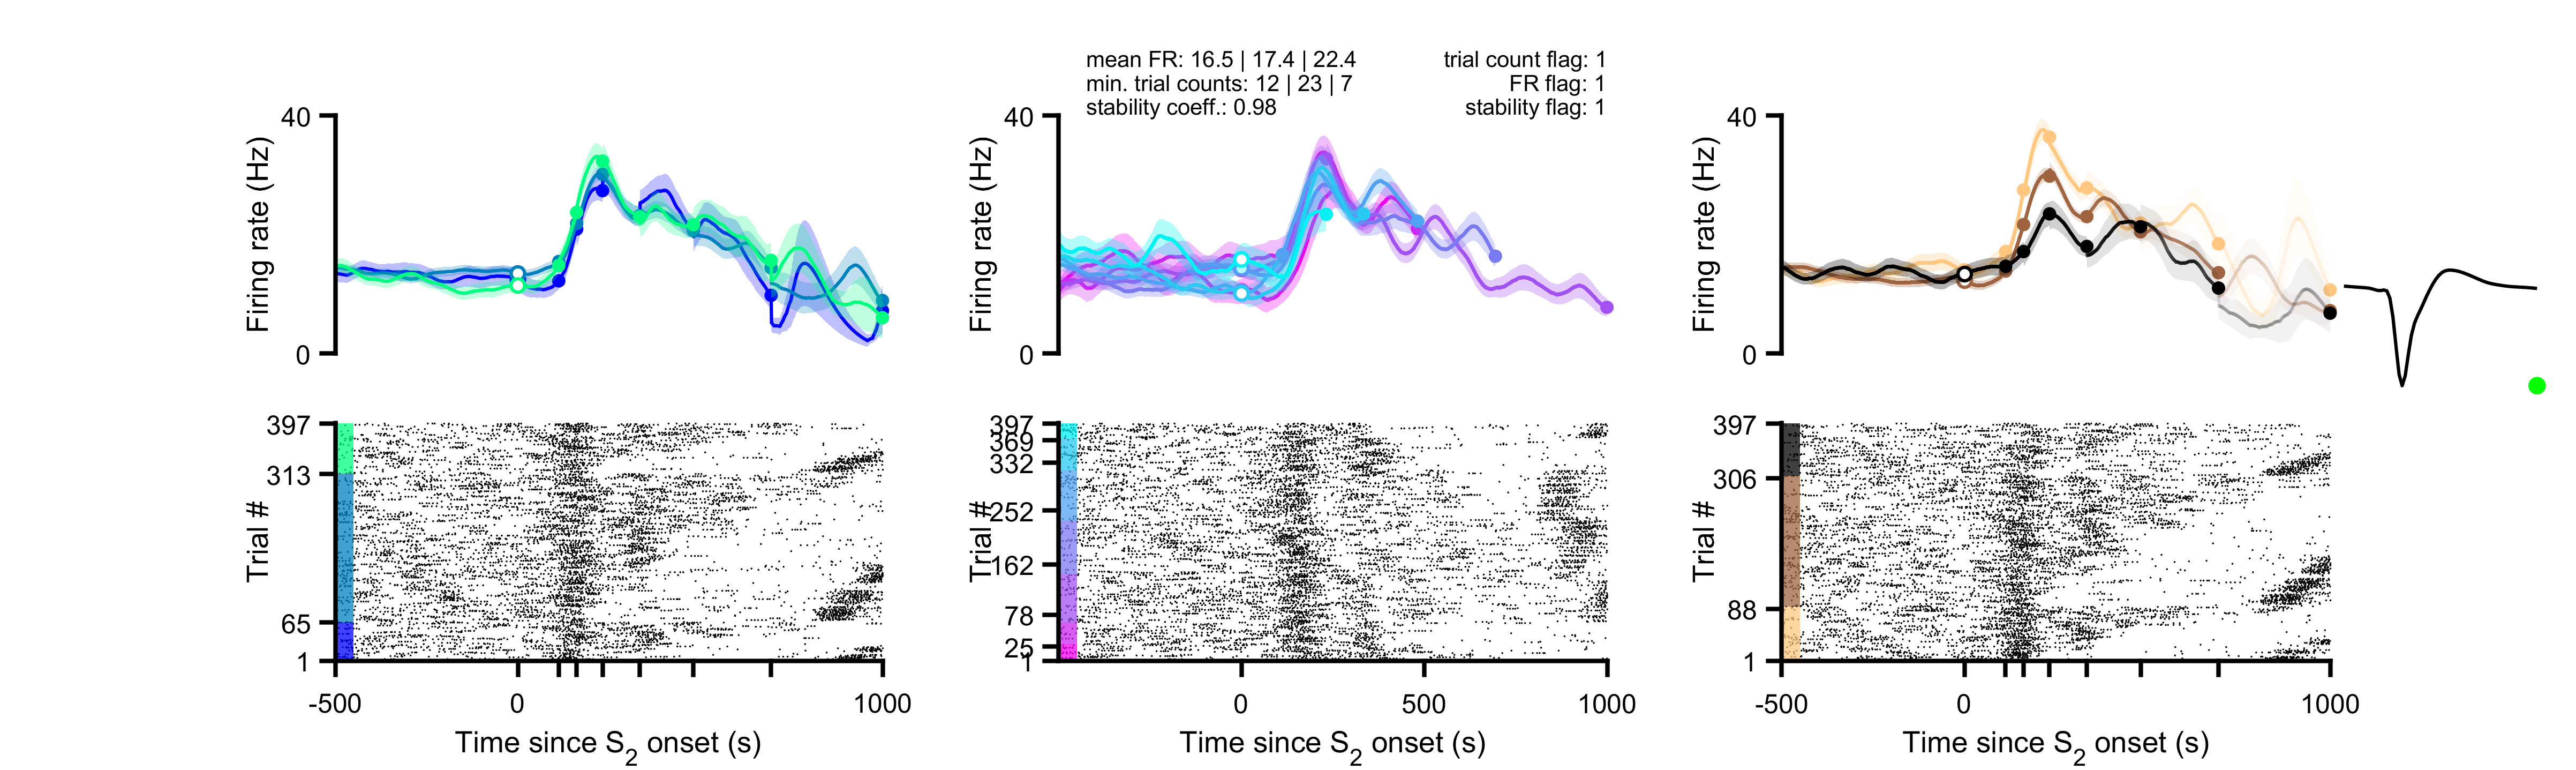 mean FR: 16.5 | 17.4 | 22.4
min. trial counts: 12 | 23 | 7
stability coeff.: 0.98
trial count flag: 1
FR flag: 1
stability flag: 1
40
0
Firing rate (Hz)
40
0
Firing rate (Hz)
40
0
Firing rate (Hz)
397
313
65
1
Trial #
-500
0
1000
Time since S2 onset (s)
397
369
332
252
162
78
25
1
Trial #
0
500
1000
Time since S2 onset (s)
397
306
88
1
Trial #
-500
0
1000
Time since S2 onset (s)